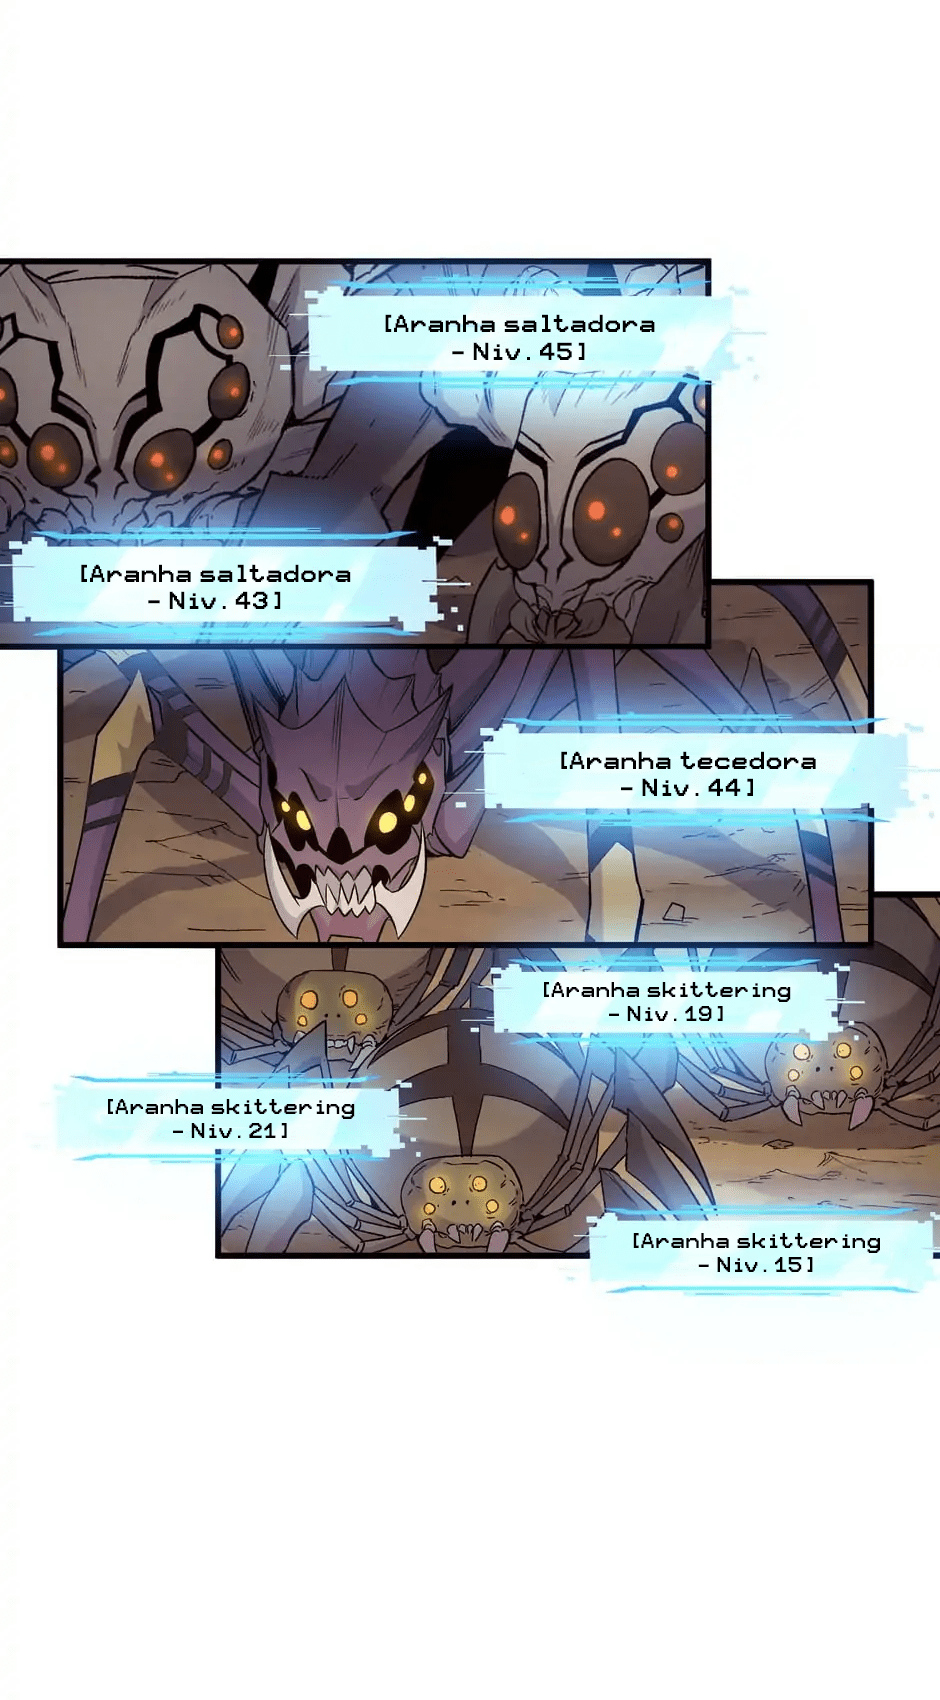 [Aranha saltadora
- Niv.45]
[Aranha saltadora
- Niv.43]
[Aranha tecedora
- Niv.44]
[Aranha skittering
- Niv.19]
[Aranha skittering
- Niv.21]
[Aranha skittering
- Niv.15]